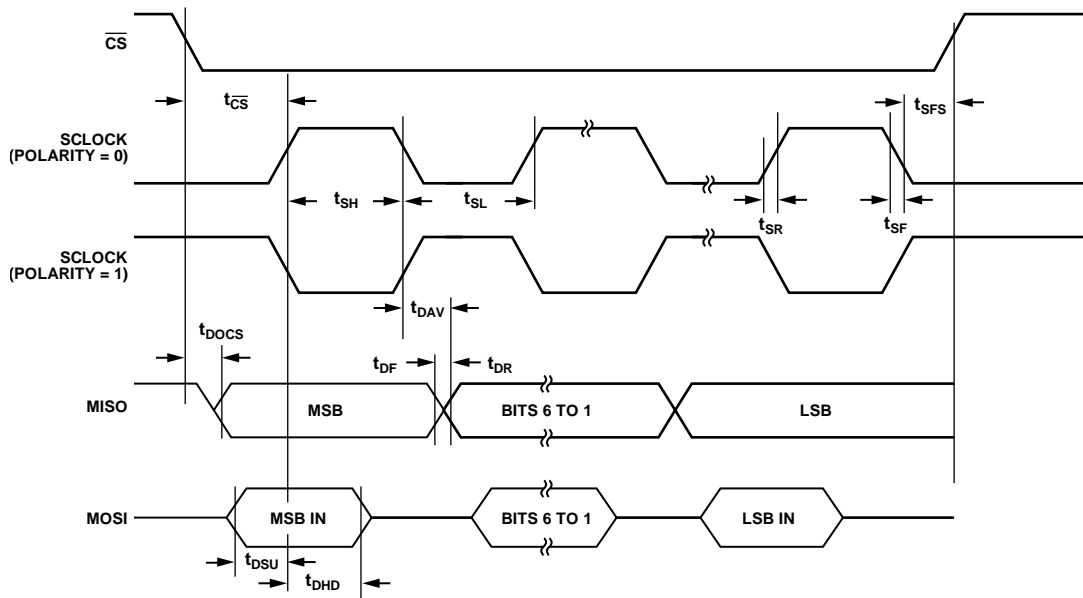 CS
tCS
tSFS
SCLOCK
(POLARITY = 0)
tSH
tSL
tSR
tSF
SCLOCK
(POLARITY = 1)
tDAV
tDOCS
tDF
tDR
MISO
MSB
BITS 6 TO 1
LSB
MOSI
MSB IN
BITS 6 TO 1
LSB IN
tDSU
tDHD